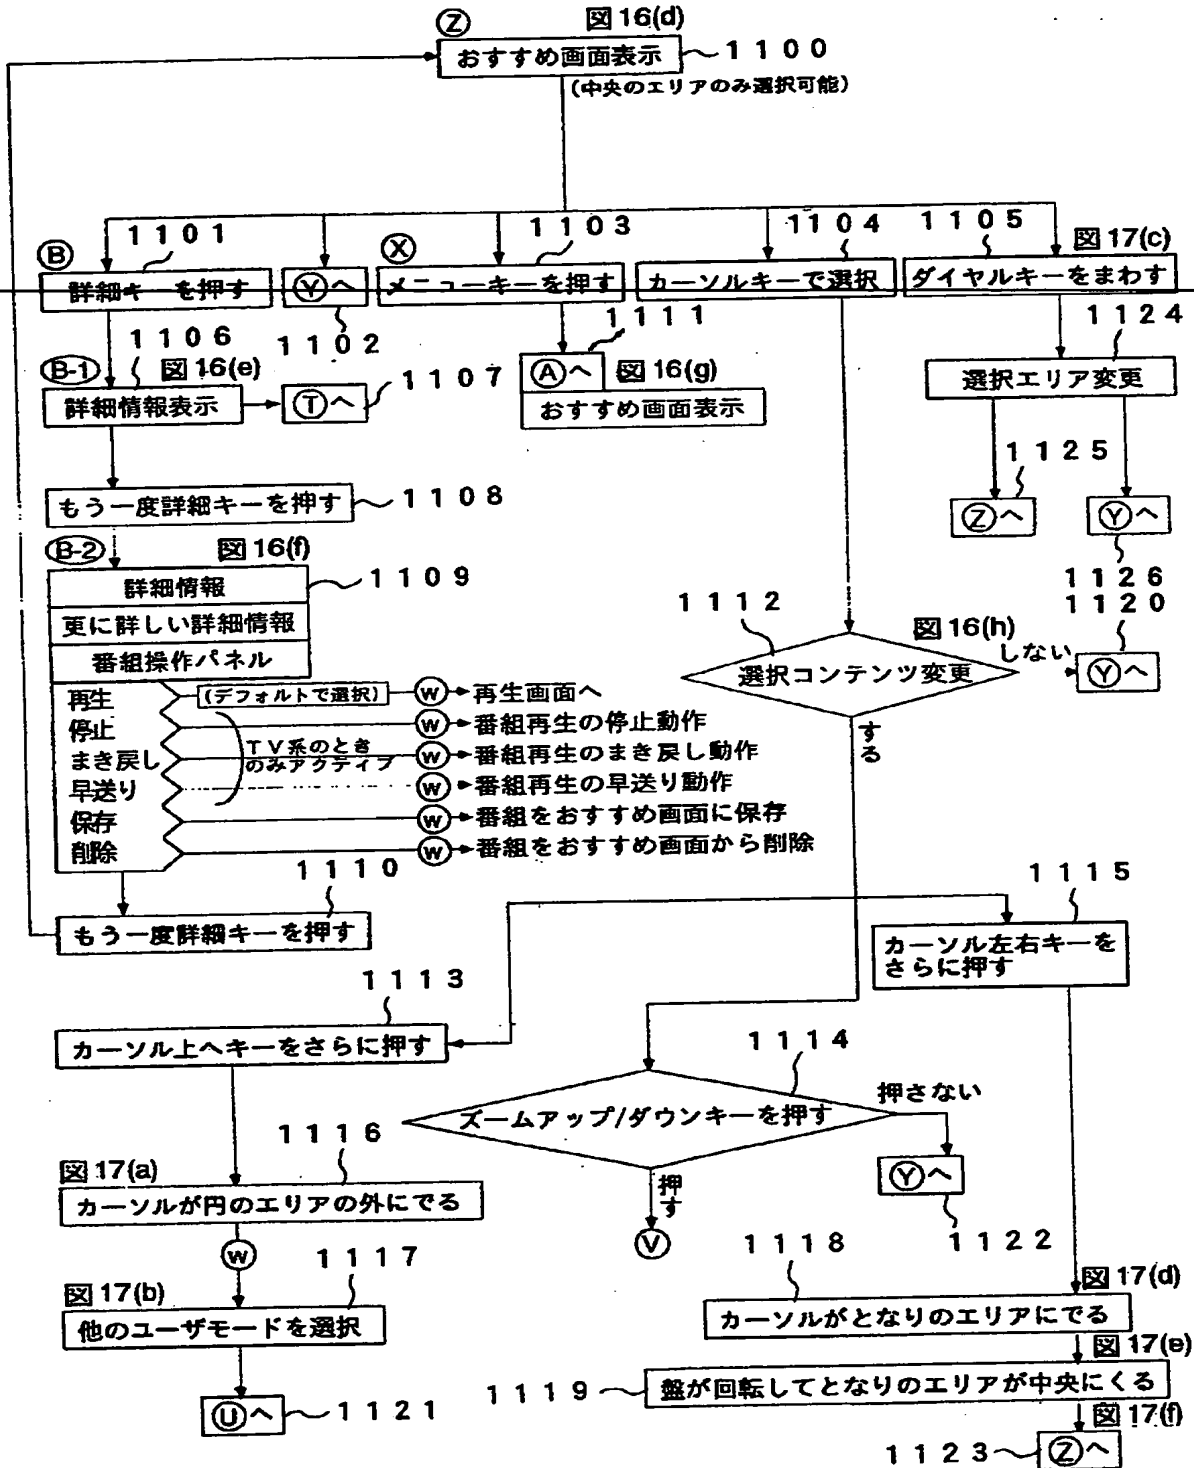 Ⓩ 図16(d)
おすすめ画面表示 1100
(中央のエリアのみ選択可能)
1101 1103 1104 1105
Ⓑ Ⓧ 図17(c)
詳細キーを押す Ⓨへ メニューキーを押す カーソルキーで選択 ダイヤルキーをまわす
1106 1102 1111 1124
B-1 図16(e) 1107 Ⓐへ 図16(g) 選択エリア変更
詳細情報表示 Ⓣへ おすすめ画面表示
1125
もう一度詳細キーを押す 1108 Ⓩへ Ⓨへ
B-2 図16(f) 1126
詳細情報 1109 1112 1120
更に詳しい詳細情報 図16(h)
番組操作パネル 選択コンテンツ変更 しない Ⓨへ
再生 (デフォルトで選択) ⓦ 再生画面へ
停止 ⓦ 番組再生の停止動作 する
まき戻し TV系のとき ⓦ 番組再生のまき戻し動作
のみアクティブ
早送り ⓦ 番組再生の早送り動作
保存 ⓦ 番組をおすすめ画面に保存
削除 ⓦ 番組をおすすめ画面から削除
1110 1115
もう一度詳細キーを押す カーソル左右キーを
さらに押す
1113
カーソル上へキーをさらに押す 1114
ズームアップ/ダウンキーを押す 押さない
1116
図17(a) Ⓨへ
カーソルが円のエリアの外にでる 押す
ⓦ 1117 Ⓥ 1118 1122
図17(b) 図17(d)
他のユーザモードを選択 カーソルがとなりのエリアにでる
図17(e)
1119 盤が回転してとなりのエリアが中央にくる
Ⓤへ 1121 図17(f)
1123 Ⓩへ